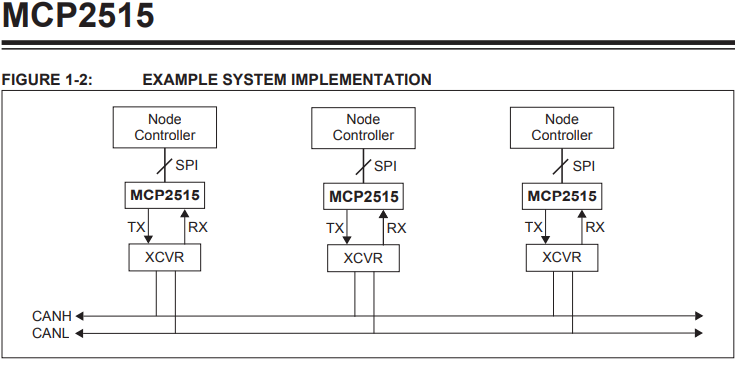 MCP2515
FIGURE 1-2: EXAMPLE SYSTEM IMPLEMENTATION
Node Controller
SPI
MCP2515
TX RX
XCVR
Node Controller
SPI
MCP2515
TX RX
XCVR
Node Controller
SPI
MCP2515
TX RX
XCVR
CANH
CANL